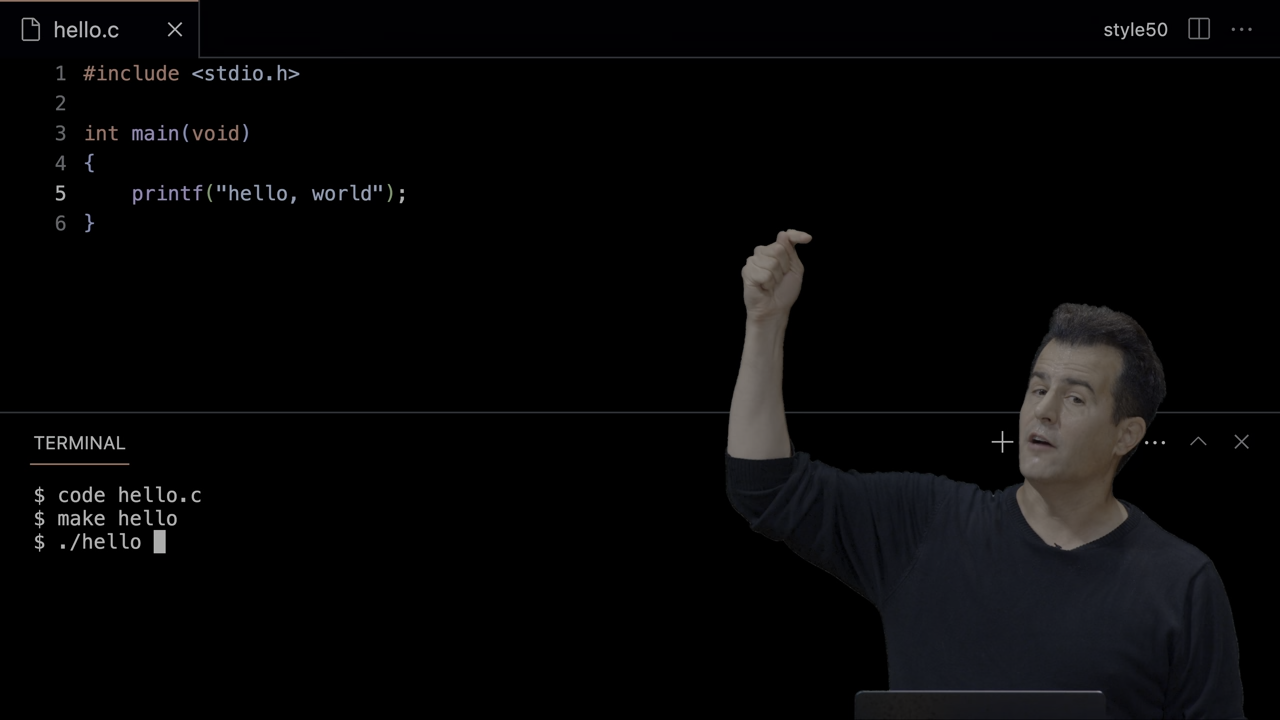 hello.c
style50
1 #include <stdio.h>
2
3 int main(void)
4 {
5     printf("hello, world");
6 }
TERMINAL
$ code hello.c
$ make hello
$ ./hello